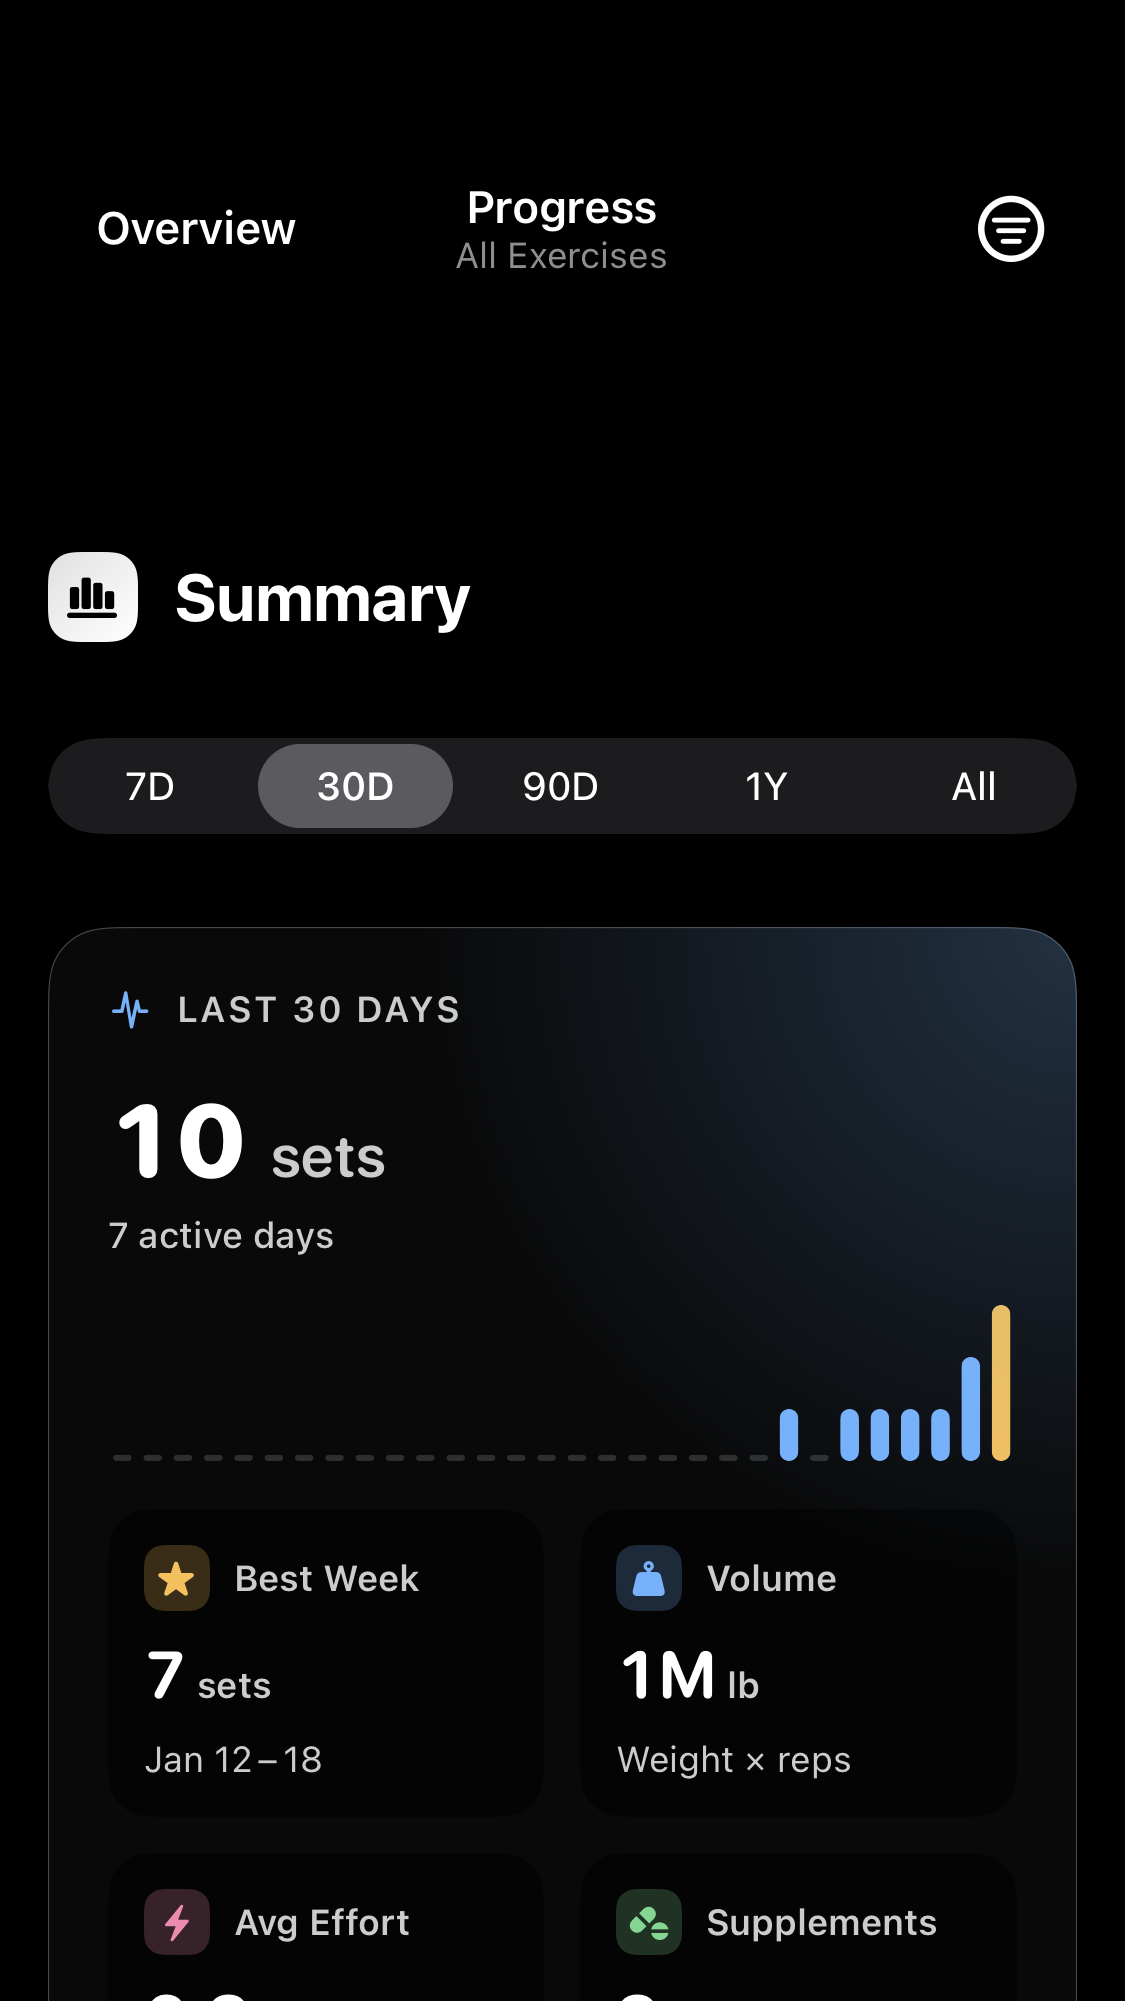 Overview
Progress
All Exercises
Summary
7D 30D 90D 1Y All
LAST 30 DAYS
10 sets
7 active days
Best Week
7 sets
Jan 12–18
Volume
1M lb
Weight × reps
Avg Effort
Supplements